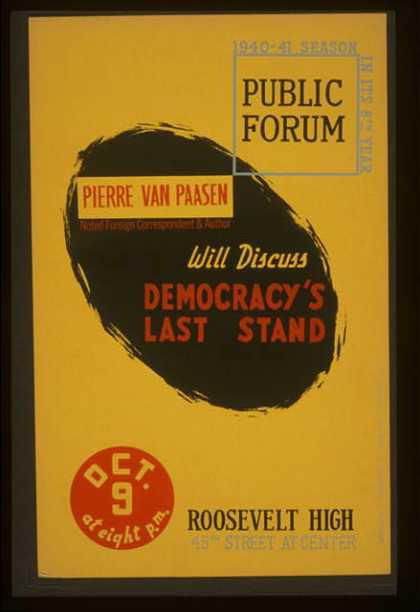 1940-41 SEASON
IN ITS 8TH YEAR
PUBLIC
FORUM
PIERRE VAN PAASEN
Noted Foreign Correspondent & Author
Will Discuss
DEMOCRACY'S
LAST STAND
OCT.
9
at eight p.m.
ROOSEVELT HIGH
45TH STREET AT CENTER